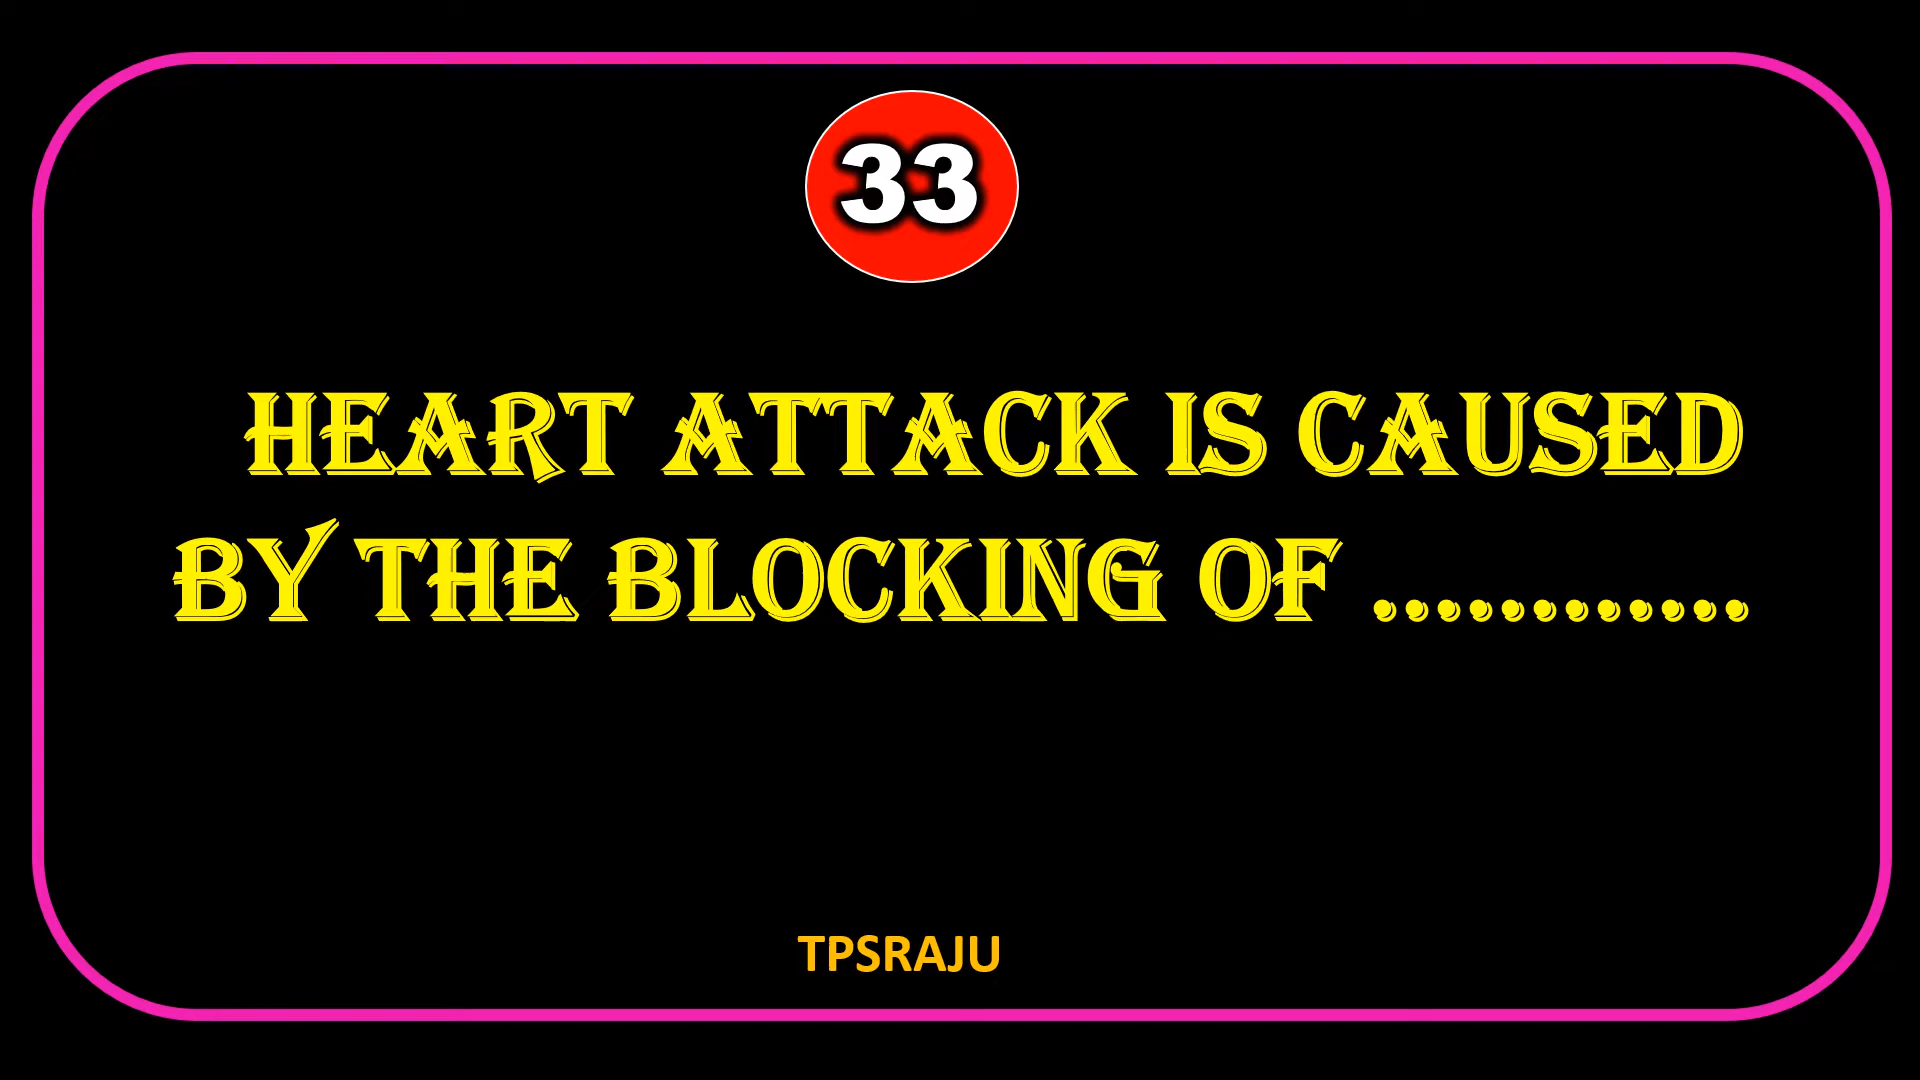 33
HEART ATTACK IS CAUSED
BY THE BLOCKING OF ............
TPSRAJU